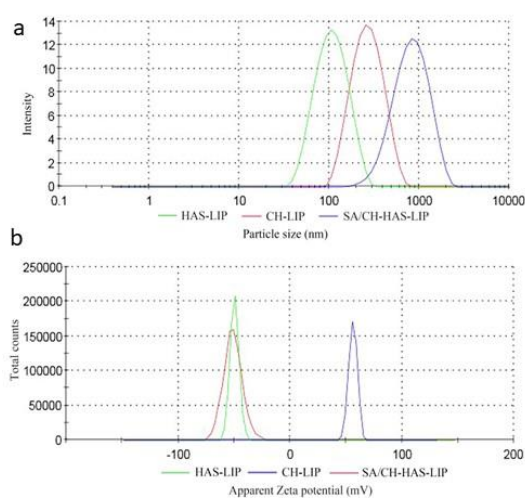 a
14
12
10
8
6
4
2
0
Intensity
0.1 1 10 100 1000 10000
HAS-LIP CH-LIP SA/CH-HAS-LIP
Particle size (nm)
b
250000
200000
150000
100000
50000
0
Total counts
-100 0 100 200
HAS-LIP CH-LIP SA/CH-HAS-LIP
Apparent Zeta potential (mV)